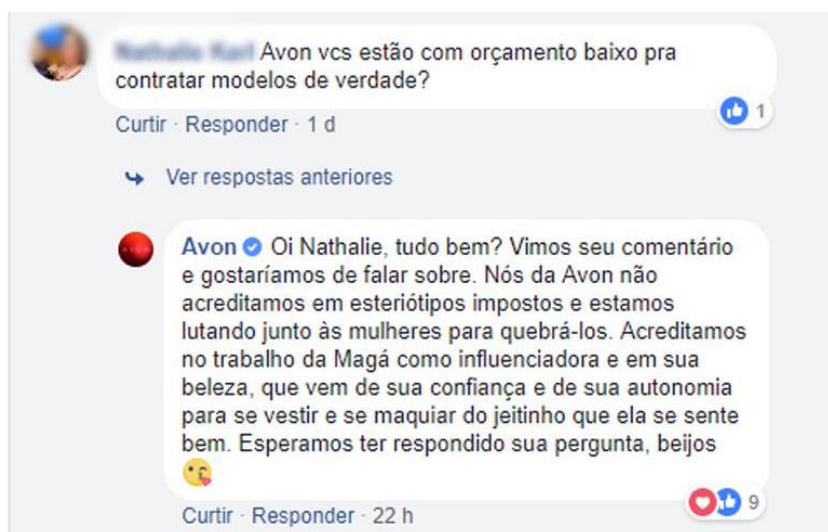 Avon vcs estão com orçamento baixo pra
contratar modelos de verdade?
1
Curtir · Responder · 1 d
Ver respostas anteriores
Avon Oi Nathalie, tudo bem? Vimos seu comentário
e gostaríamos de falar sobre. Nós da Avon não
acreditamos em esteriótipos impostos e estamos
lutando junto às mulheres para quebrá-los. Acreditamos
no trabalho da Magá como influenciadora e em sua
beleza, que vem de sua confiança e de sua autonomia
para se vestir e se maquiar do jeitinho que ela se sente
bem. Esperamos ter respondido sua pergunta, beijos
😘
9
Curtir · Responder · 22 h